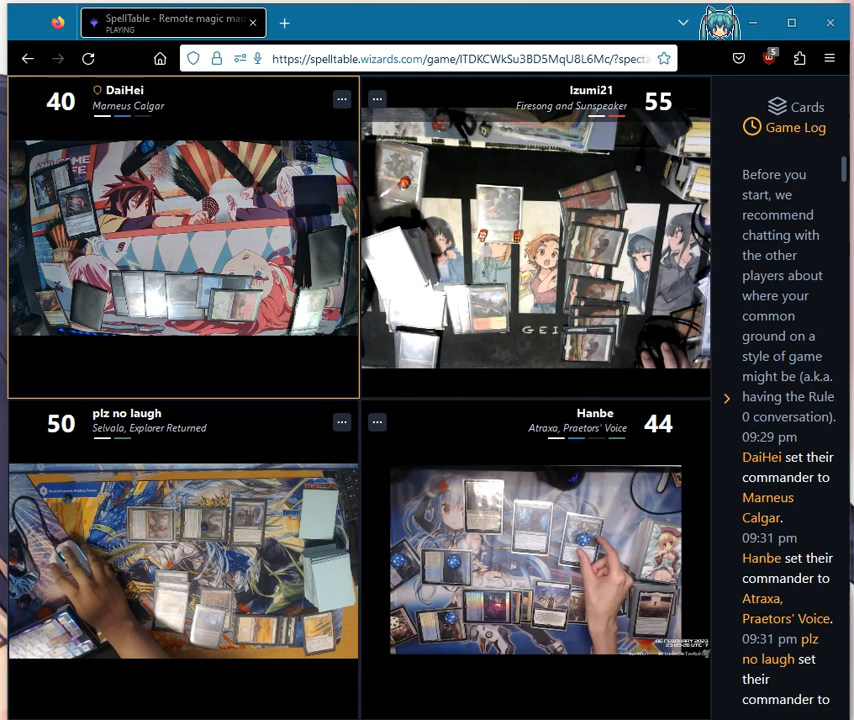 SpellTable - Remote magic mad
PLAYING
https://spelltable.wizards.com/game/ITDKCWkSu3BD5MqU8L6Mc/?specta
5
40
DaiHei
Marneus Calgar
Izumi21
Firesong and Sunspeaker
55
50
plz no laugh
Selvala, Explorer Returned
Hanbe
Atraxa, Praetors' Voice
44
GEI
Cards
Game Log
Before you
start, we
recommend
chatting with
the other
players about
where your
common
ground on a
style of game
might be (a.k.a.
having the Rule
0 conversation).
09:29 pm
DaiHei set their
commander to
Marneus
Calgar.
09:31 pm
Hanbe set their
commander to
Atraxa,
Praetors' Voice.
09:31 pm plz
no laugh set
their
commander to